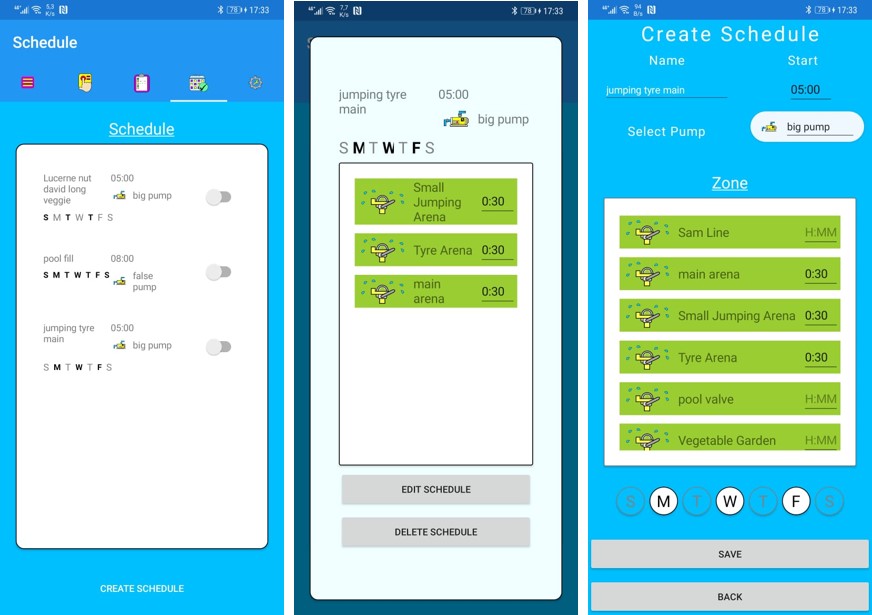 4G 5,3 K/s 78 17:33
Schedule
Schedule
Lucerne nut 05:00
david long
veggie
big pump
S M T W T F S
pool fill 08:00
S M T W T F S
false
pump
jumping tyre 05:00
main
big pump
S M T W T F S
CREATE SCHEDULE
7,7 K/s 78 17:33
jumping tyre 05:00
main
big pump
S M T W T F S
Small
Jumping 0:30
Arena
Tyre Arena 0:30
main 0:30
arena
EDIT SCHEDULE
DELETE SCHEDULE
94 B/s 78 17:33
Create Schedule
Name Start
jumping tyre main 05:00
Select Pump big pump
Zone
Sam Line H:MM
main arena 0:30
Small Jumping Arena 0:30
Tyre Arena 0:30
pool valve H:MM
Vegetable Garden H:MM
S M T W T F S
SAVE
BACK